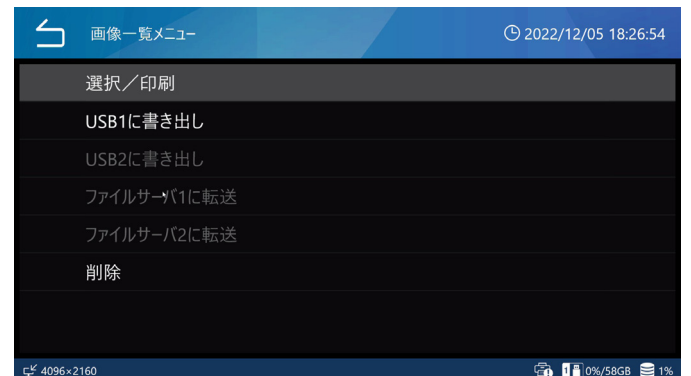 画像一覧メニュー
2022/12/05 18:26:54
選択/印刷
USB1に書き出し
USB2に書き出し
ファイルサーバ1に転送
ファイルサーバ2に転送
削除
4096×2160 1 0%/58GB 1%